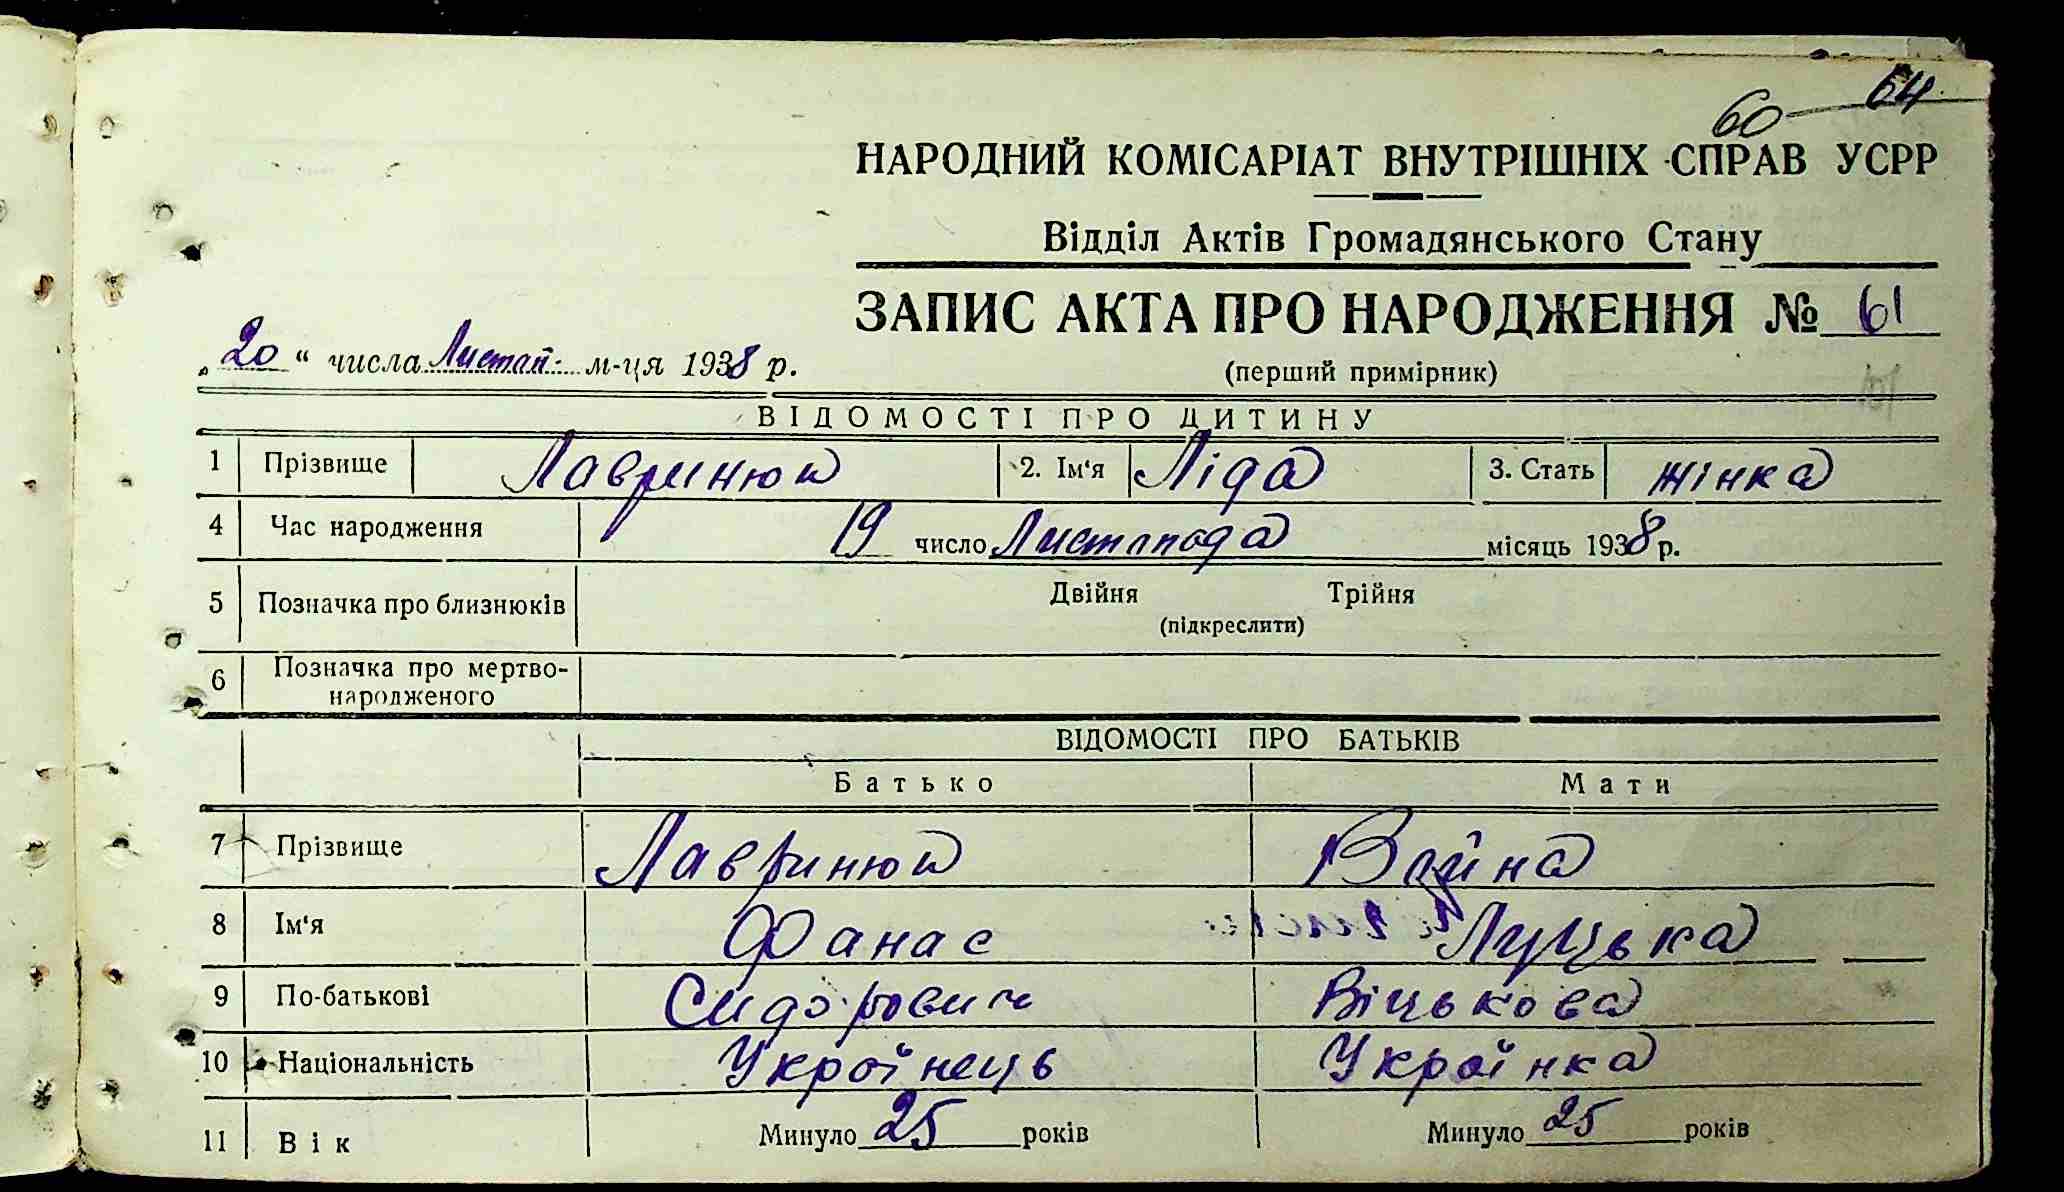 60 — 64
НАРОДНИЙ КОМІСАРІАТ ВНУТРІШНІХ СПРАВ УСРР
Відділ Актів Громадянського Стану
ЗАПИС АКТА ПРО НАРОДЖЕННЯ № 61
„20“ числа Листоп. м-ця 1938 р.
(перший примірник)
ВІДОМОСТІ ПРО ДИТИНУ
1 Прізвище Лавринюк 2. Ім‘я Ліда 3. Стать жінка
4 Час народження 19 число Листопада місяць 1938 р.
5 Позначка про близнюків Двійня Трійня
(підкреслити)
6 Позначка про мертво-
народженого
ВІДОМОСТІ ПРО БАТЬКІВ
Батько Мати
7 Прізвище Лавринюк Война
8 Ім‘я Фанас Луцька
9 По-батькові Сидорович Віцькова
10 Національність Українець Українка
11 Вік Минуло 25 років Минуло 25 років